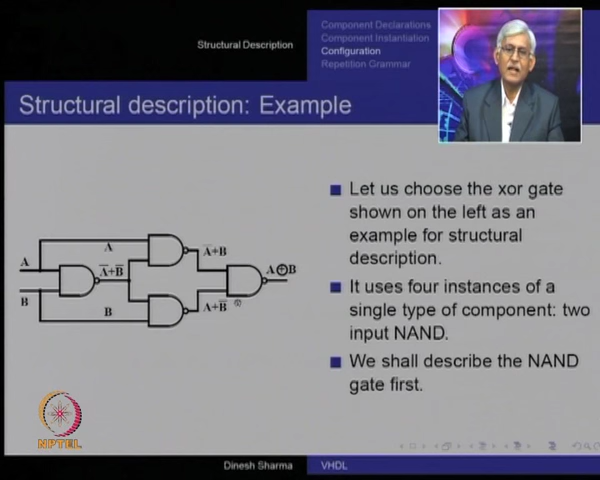 Structural Description
Component Declarations
Component Instantiation
Configuration
Repetition Grammar
Structural description: Example
Let us choose the xor gate
shown on the left as an
example for structural
description.
It uses four instances of a
single type of component: two
input NAND.
We shall describe the NAND
gate first.
A
B
A
A̅+B̅
B
A̅+B
A+B̅
A⊕B
NPTEL
Dinesh Sharma
VHDL